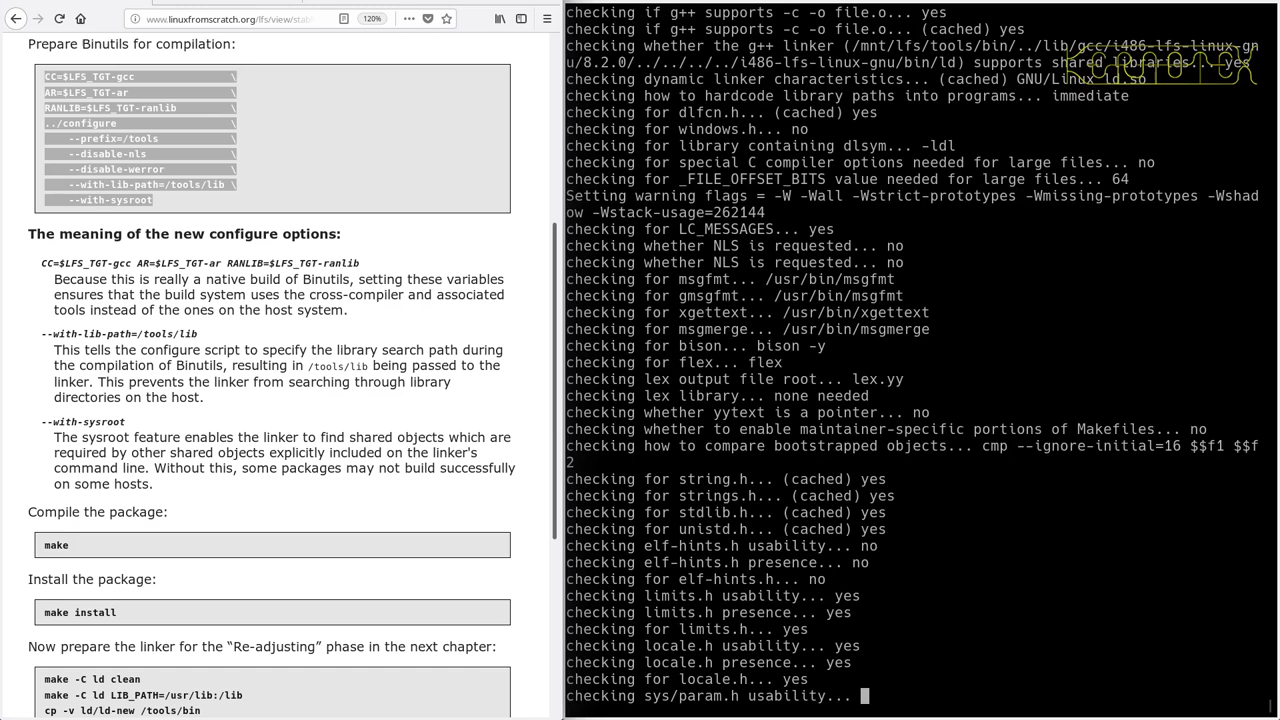 www.linuxfromscratch.org/lfs/view/stabl
120%
Prepare Binutils for compilation:
CC=$LFS_TGT-gcc \
AR=$LFS_TGT-ar \
RANLIB=$LFS_TGT-ranlib \
../configure \
--prefix=/tools \
--disable-nls \
--disable-werror \
--with-lib-path=/tools/lib \
--with-sysroot
The meaning of the new configure options:
CC=$LFS_TGT-gcc AR=$LFS_TGT-ar RANLIB=$LFS_TGT-ranlib
Because this is really a native build of Binutils, setting these variables
ensures that the build system uses the cross-compiler and associated
tools instead of the ones on the host system.
--with-lib-path=/tools/lib
This tells the configure script to specify the library search path during
the compilation of Binutils, resulting in /tools/lib being passed to the
linker. This prevents the linker from searching through library
directories on the host.
--with-sysroot
The sysroot feature enables the linker to find shared objects which are
required by other shared objects explicitly included on the linker's
command line. Without this, some packages may not build successfully
on some hosts.
Compile the package:
make
Install the package:
make install
Now prepare the linker for the “Re-adjusting” phase in the next chapter:
make -C ld clean
make -C ld LIB_PATH=/usr/lib:/lib
cp -v ld/ld-new /tools/bin
checking if g++ supports -c -o file.o... yes
checking if g++ supports -c -o file.o... (cached) yes
checking whether the g++ linker (/mnt/lfs/tools/bin/../lib/gcc/i486-lfs-linux-gn
u/8.2.0/../../../../i486-lfs-linux-gnu/bin/ld) supports shared libraries... yes
checking dynamic linker characteristics... (cached) GNU/Linux ld.so
checking how to hardcode library paths into programs... immediate
checking for dlfcn.h... (cached) yes
checking for windows.h... no
checking for library containing dlsym... -ldl
checking for special C compiler options needed for large files... no
checking for _FILE_OFFSET_BITS value needed for large files... 64
Setting warning flags = -W -Wall -Wstrict-prototypes -Wmissing-prototypes -Wshad
ow -Wstack-usage=262144
checking for LC_MESSAGES... yes
checking whether NLS is requested... no
checking whether NLS is requested... no
checking for msgfmt... /usr/bin/msgfmt
checking for gmsgfmt... /usr/bin/msgfmt
checking for xgettext... /usr/bin/xgettext
checking for msgmerge... /usr/bin/msgmerge
checking for bison... bison -y
checking for flex... flex
checking lex output file root... lex.yy
checking lex library... none needed
checking whether yytext is a pointer... no
checking whether to enable maintainer-specific portions of Makefiles... no
checking how to compare bootstrapped objects... cmp --ignore-initial=16 $$f1 $$f
2
checking for string.h... (cached) yes
checking for strings.h... (cached) yes
checking for stdlib.h... (cached) yes
checking for unistd.h... (cached) yes
checking elf-hints.h usability... no
checking elf-hints.h presence... no
checking for elf-hints.h... no
checking limits.h usability... yes
checking limits.h presence... yes
checking for limits.h... yes
checking locale.h usability... yes
checking locale.h presence... yes
checking for locale.h... yes
checking sys/param.h usability...